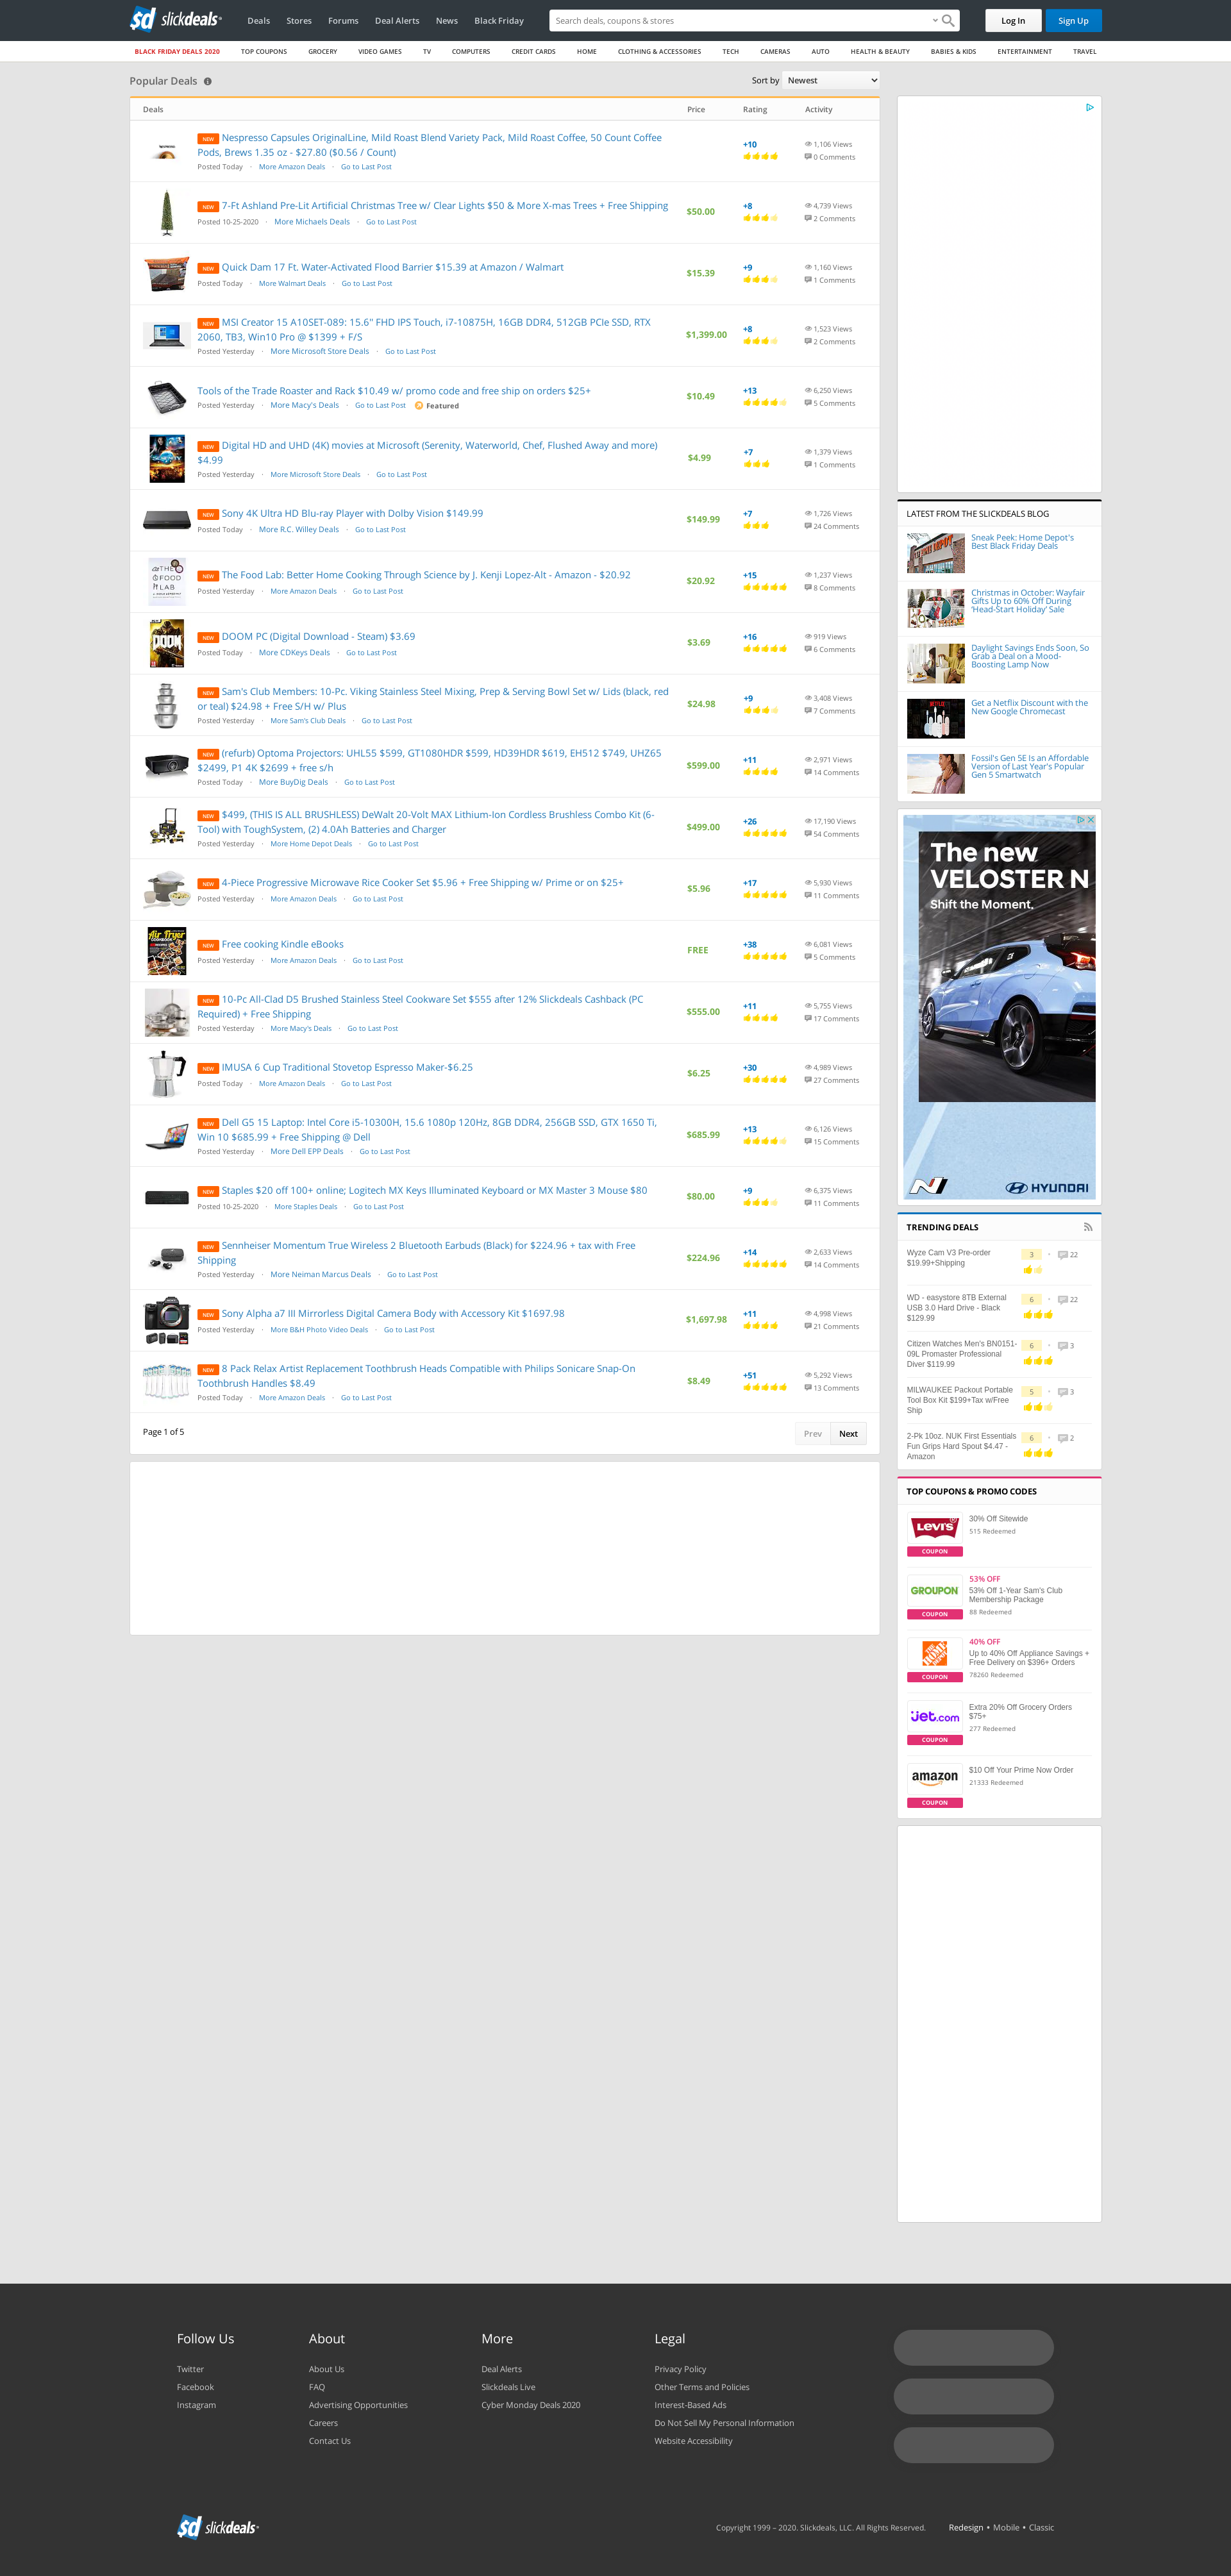 slickdeals
Deals
Stores
Forums
Deal Alerts
News
Black Friday
Search deals, coupons & stores
Log In
Sign Up
BLACK FRIDAY DEALS 2020
TOP COUPONS
GROCERY
VIDEO GAMES
TV
COMPUTERS
CREDIT CARDS
HOME
CLOTHING & ACCESSORIES
TECH
CAMERAS
AUTO
HEALTH & BEAUTY
BABIES & KIDS
ENTERTAINMENT
TRAVEL
Popular Deals
Sort by Newest
Deals Price Rating Activity
NEW Nespresso Capsules OriginalLine, Mild Roast Blend Variety Pack, Mild Roast Coffee, 50 Count Coffee
Pods, Brews 1.35 oz - $27.80 ($0.56 / Count)
Posted Today · More Amazon Deals · Go to Last Post
+10
1,106 Views
0 Comments
NEW 7-Ft Ashland Pre-Lit Artificial Christmas Tree w/ Clear Lights $50 & More X-mas Trees + Free Shipping
Posted 10-25-2020 · More Michaels Deals · Go to Last Post
$50.00
+8
4,739 Views
2 Comments
NEW Quick Dam 17 Ft. Water-Activated Flood Barrier $15.39 at Amazon / Walmart
Posted Today · More Walmart Deals · Go to Last Post
$15.39
+9
1,160 Views
1 Comments
NEW MSI Creator 15 A10SET-089: 15.6" FHD IPS Touch, i7-10875H, 16GB DDR4, 512GB PCIe SSD, RTX
2060, TB3, Win10 Pro @ $1399 + F/S
Posted Yesterday · More Microsoft Store Deals · Go to Last Post
$1,399.00
+8
1,523 Views
2 Comments
Tools of the Trade Roaster and Rack $10.49 w/ promo code and free ship on orders $25+
Posted Yesterday · More Macy's Deals · Go to Last Post Featured
$10.49
+13
6,250 Views
5 Comments
NEW Digital HD and UHD (4K) movies at Microsoft (Serenity, Waterworld, Chef, Flushed Away and more)
$4.99
Posted Yesterday · More Microsoft Store Deals · Go to Last Post
$4.99
+7
1,379 Views
1 Comments
NEW Sony 4K Ultra HD Blu-ray Player with Dolby Vision $149.99
Posted Today · More R.C. Willey Deals · Go to Last Post
$149.99
+7
1,726 Views
24 Comments
THE FOOD LAB
NEW The Food Lab: Better Home Cooking Through Science by J. Kenji Lopez-Alt - Amazon - $20.92
Posted Yesterday · More Amazon Deals · Go to Last Post
$20.92
+15
1,237 Views
8 Comments
DOOM
NEW DOOM PC (Digital Download - Steam) $3.69
Posted Today · More CDKeys Deals · Go to Last Post
$3.69
+16
919 Views
6 Comments
NEW Sam's Club Members: 10-Pc. Viking Stainless Steel Mixing, Prep & Serving Bowl Set w/ Lids (black, red
or teal) $24.98 + Free S/H w/ Plus
Posted Yesterday · More Sam's Club Deals · Go to Last Post
$24.98
+9
3,408 Views
7 Comments
NEW (refurb) Optoma Projectors: UHL55 $599, GT1080HDR $599, HD39HDR $619, EH512 $749, UHZ65
$2499, P1 4K $2699 + free s/h
Posted Today · More BuyDig Deals · Go to Last Post
$599.00
+11
2,971 Views
14 Comments
NEW $499, (THIS IS ALL BRUSHLESS) DeWalt 20-Volt MAX Lithium-Ion Cordless Brushless Combo Kit (6-
Tool) with ToughSystem, (2) 4.0Ah Batteries and Charger
Posted Yesterday · More Home Depot Deals · Go to Last Post
$499.00
+26
17,190 Views
54 Comments
NEW 4-Piece Progressive Microwave Rice Cooker Set $5.96 + Free Shipping w/ Prime or on $25+
Posted Yesterday · More Amazon Deals · Go to Last Post
$5.96
+17
5,930 Views
11 Comments
Air Fryer
NEW Free cooking Kindle eBooks
Posted Yesterday · More Amazon Deals · Go to Last Post
FREE
+38
6,081 Views
5 Comments
NEW 10-Pc All-Clad D5 Brushed Stainless Steel Cookware Set $555 after 12% Slickdeals Cashback (PC
Required) + Free Shipping
Posted Yesterday · More Macy's Deals · Go to Last Post
$555.00
+11
5,755 Views
17 Comments
NEW IMUSA 6 Cup Traditional Stovetop Espresso Maker-$6.25
Posted Today · More Amazon Deals · Go to Last Post
$6.25
+30
4,989 Views
27 Comments
NEW Dell G5 15 Laptop: Intel Core i5-10300H, 15.6 1080p 120Hz, 8GB DDR4, 256GB SSD, GTX 1650 Ti,
Win 10 $685.99 + Free Shipping @ Dell
Posted Yesterday · More Dell EPP Deals · Go to Last Post
$685.99
+13
6,126 Views
15 Comments
NEW Staples $20 off 100+ online; Logitech MX Keys Illuminated Keyboard or MX Master 3 Mouse $80
Posted 10-25-2020 · More Staples Deals · Go to Last Post
$80.00
+9
6,375 Views
11 Comments
NEW Sennheiser Momentum True Wireless 2 Bluetooth Earbuds (Black) for $224.96 + tax with Free
Shipping
Posted Yesterday · More Neiman Marcus Deals · Go to Last Post
$224.96
+14
2,633 Views
14 Comments
NEW Sony Alpha a7 III Mirrorless Digital Camera Body with Accessory Kit $1697.98
Posted Yesterday · More B&H Photo Video Deals · Go to Last Post
$1,697.98
+11
4,998 Views
21 Comments
NEW 8 Pack Relax Artist Replacement Toothbrush Heads Compatible with Philips Sonicare Snap-On
Toothbrush Handles $8.49
Posted Today · More Amazon Deals · Go to Last Post
$8.49
+51
5,292 Views
13 Comments
Page 1 of 5
Prev Next
LATEST FROM THE SLICKDEALS BLOG
Sneak Peek: Home Depot's
Best Black Friday Deals
Christmas in October: Wayfair
Gifts Up to 60% Off During
'Head-Start Holiday' Sale
Daylight Savings Ends Soon, So
Grab a Deal on a Mood-
Boosting Lamp Now
NETFLIX
Get a Netflix Discount with the
New Google Chromecast
Fossil's Gen 5E Is an Affordable
Version of Last Year's Popular
Gen 5 Smartwatch
The new
VELOSTER N
Shift the Moment.
N
HYUNDAI
TRENDING DEALS
Wyze Cam V3 Pre-order
$19.99+Shipping
3 · 22
WD - easystore 8TB External
USB 3.0 Hard Drive - Black
$129.99
6 · 22
Citizen Watches Men's BN0151-
09L Promaster Professional
Diver $119.99
6 · 3
MILWAUKEE Packout Portable
Tool Box Kit $199+Tax w/Free
Ship
5 · 3
2-Pk 10oz. NUK First Essentials
Fun Grips Hard Spout $4.47 -
Amazon
6 · 2
TOP COUPONS & PROMO CODES
LEVI'S
COUPON
30% Off Sitewide
515 Redeemed
GROUPON
COUPON
53% OFF
53% Off 1-Year Sam's Club
Membership Package
88 Redeemed
COUPON
40% OFF
Up to 40% Off Appliance Savings +
Free Delivery on $396+ Orders
78260 Redeemed
jet.com
COUPON
Extra 20% Off Grocery Orders
$75+
277 Redeemed
amazon
COUPON
$10 Off Your Prime Now Order
21333 Redeemed
Follow Us
Twitter
Facebook
Instagram
About
About Us
FAQ
Advertising Opportunities
Careers
Contact Us
More
Deal Alerts
Slickdeals Live
Cyber Monday Deals 2020
Legal
Privacy Policy
Other Terms and Policies
Interest-Based Ads
Do Not Sell My Personal Information
Website Accessibility
slickdeals
Copyright 1999 – 2020. Slickdeals, LLC. All Rights Reserved.
Redesign • Mobile • Classic